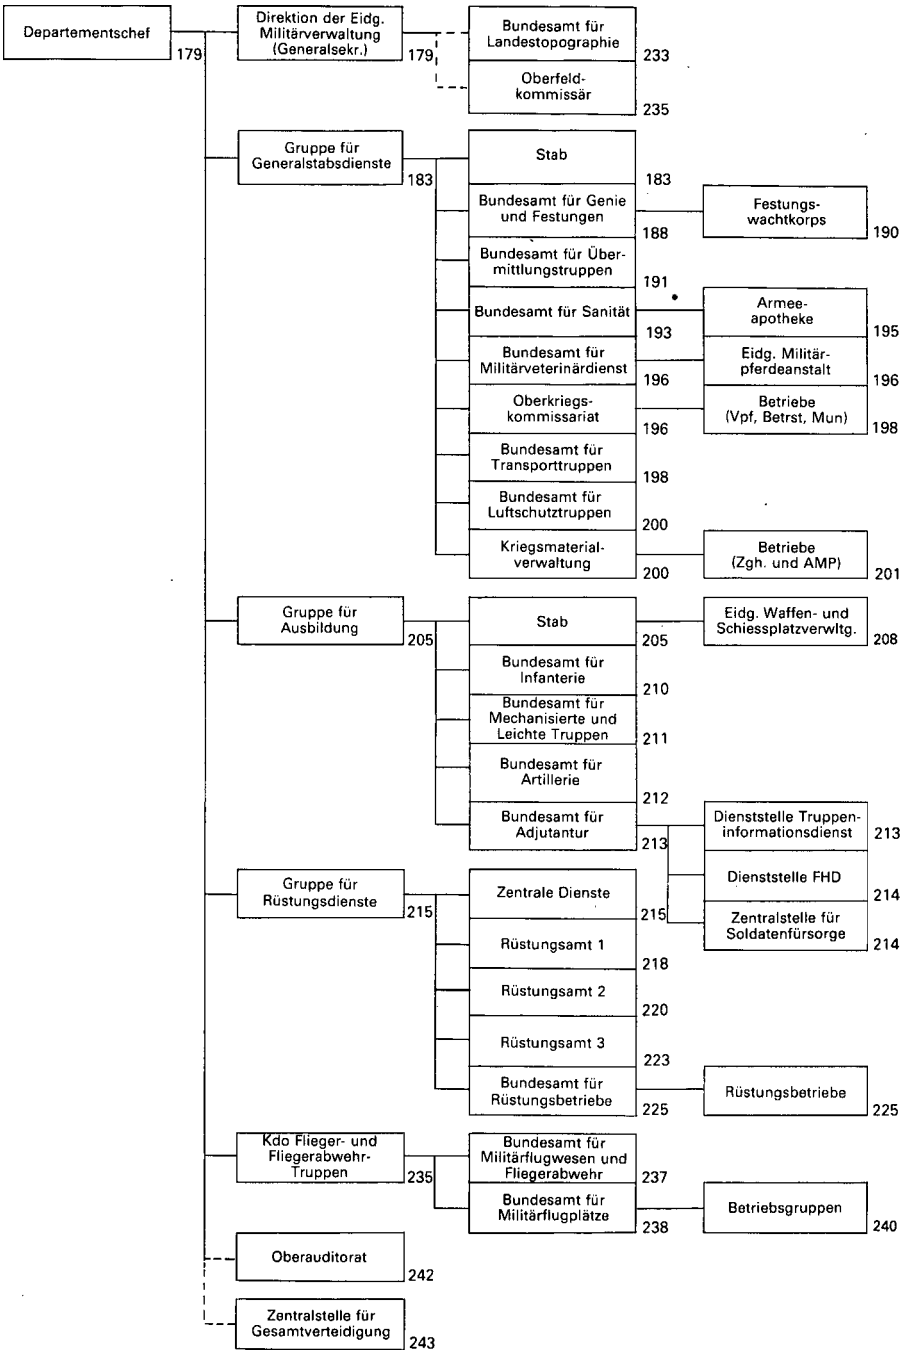 Departementschef
179
Direktion der Eidg.
Militärverwaltung
(Generalsekr.)
179
Bundesamt für
Landestopographie
233
Oberfeld-
kommissär
235
Gruppe für
Generalstabsdienste
183
Stab
183
Bundesamt für Genie
und Festungen
188
Festungs-
wachtkorps
190
Bundesamt für Über-
mittlungstruppen
191
Bundesamt für Sanität
193
Armee-
apotheke
195
Bundesamt für
Militärveterinärdienst
196
Eidg. Militär-
pferdeanstalt
196
Oberkriegs-
kommissariat
196
Betriebe
(Vpf, Betrst, Mun)
198
Bundesamt für
Transporttruppen
198
Bundesamt für
Luftschutztruppen
200
Kriegsmaterial-
verwaltung
200
Betriebe
(Zgh. und AMP)
201
Gruppe für
Ausbildung
205
Stab
205
Eidg. Waffen- und
Schiessplatzverwltg.
208
Bundesamt für
Infanterie
210
Bundesamt für
Mechanisierte und
Leichte Truppen
211
Bundesamt für
Artillerie
212
Bundesamt für
Adjutantur
213
Dienststelle Truppen-
informationsdienst
213
Dienststelle FHD
214
Zentralstelle für
Soldatenfürsorge
214
Gruppe für
Rüstungsdienste
215
Zentrale Dienste
215
Rüstungsamt 1
218
Rüstungsamt 2
220
Rüstungsamt 3
223
Bundesamt für
Rüstungsbetriebe
225
Rüstungsbetriebe
225
Kdo Flieger- und
Fliegerabwehr-
Truppen
235
Bundesamt für
Militärflugwesen und
Fliegerabwehr
237
Bundesamt für
Militärflugplätze
238
Betriebsgruppen
240
Oberauditorat
242
Zentralstelle für
Gesamtverteidigung
243